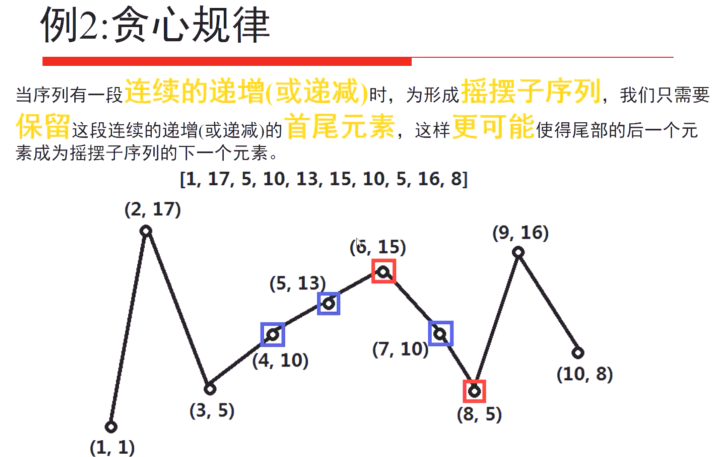 例2:贪心规律
当序列有一段连续的递增(或递减)时，为形成摇摆子序列，我们只需要
保留这段连续的递增(或递减)的首尾元素，这样更可能使得尾部的后一个元
素成为摇摆子序列的下一个元素。
[1, 17, 5, 10, 13, 15, 10, 5, 16, 8]
(2, 17)
(9, 16)
(6, 15)
(5, 13)
(4, 10)
(7, 10)
(10, 8)
(3, 5)
(8, 5)
(1, 1)